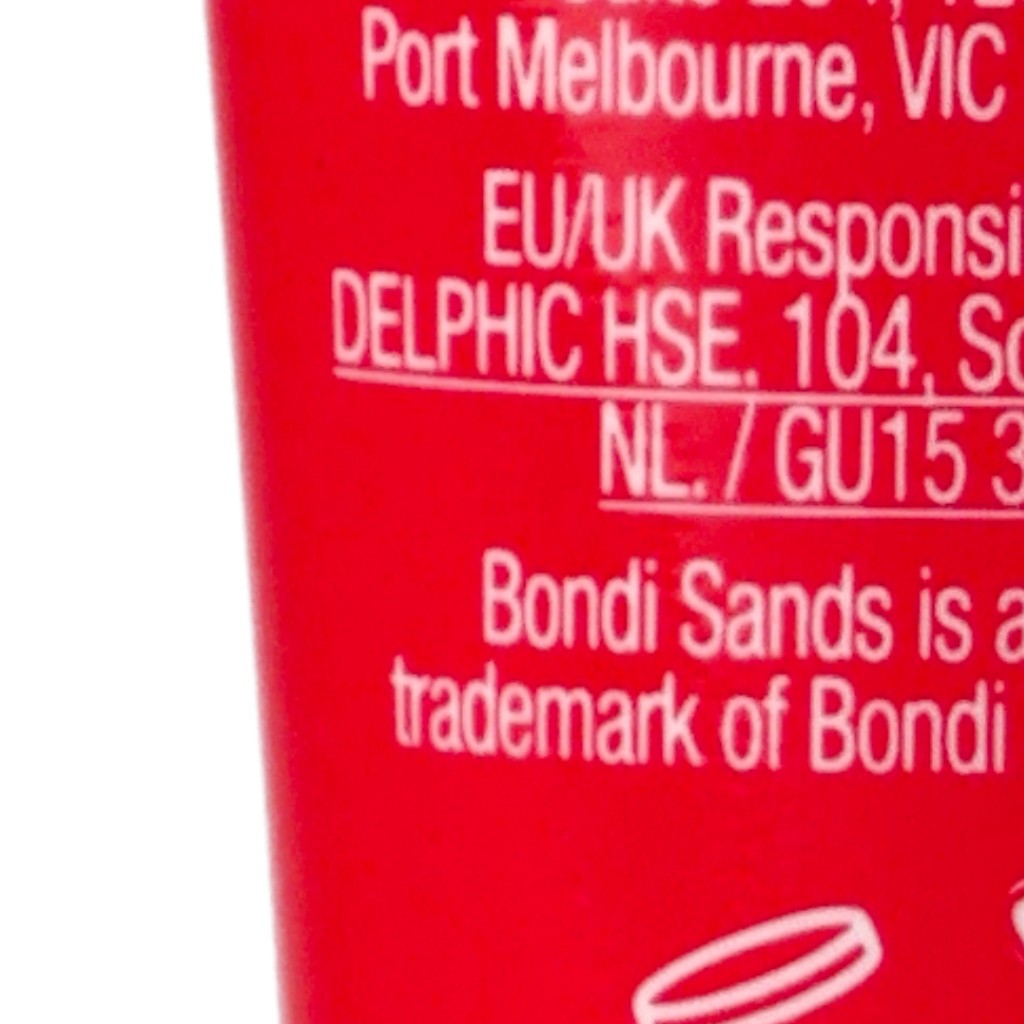 Port Melbourne, VIC
EU/UK Responsi
DELPHIC HSE. 104, So
NL. / GU15 3
Bondi Sands is a
trademark of Bondi